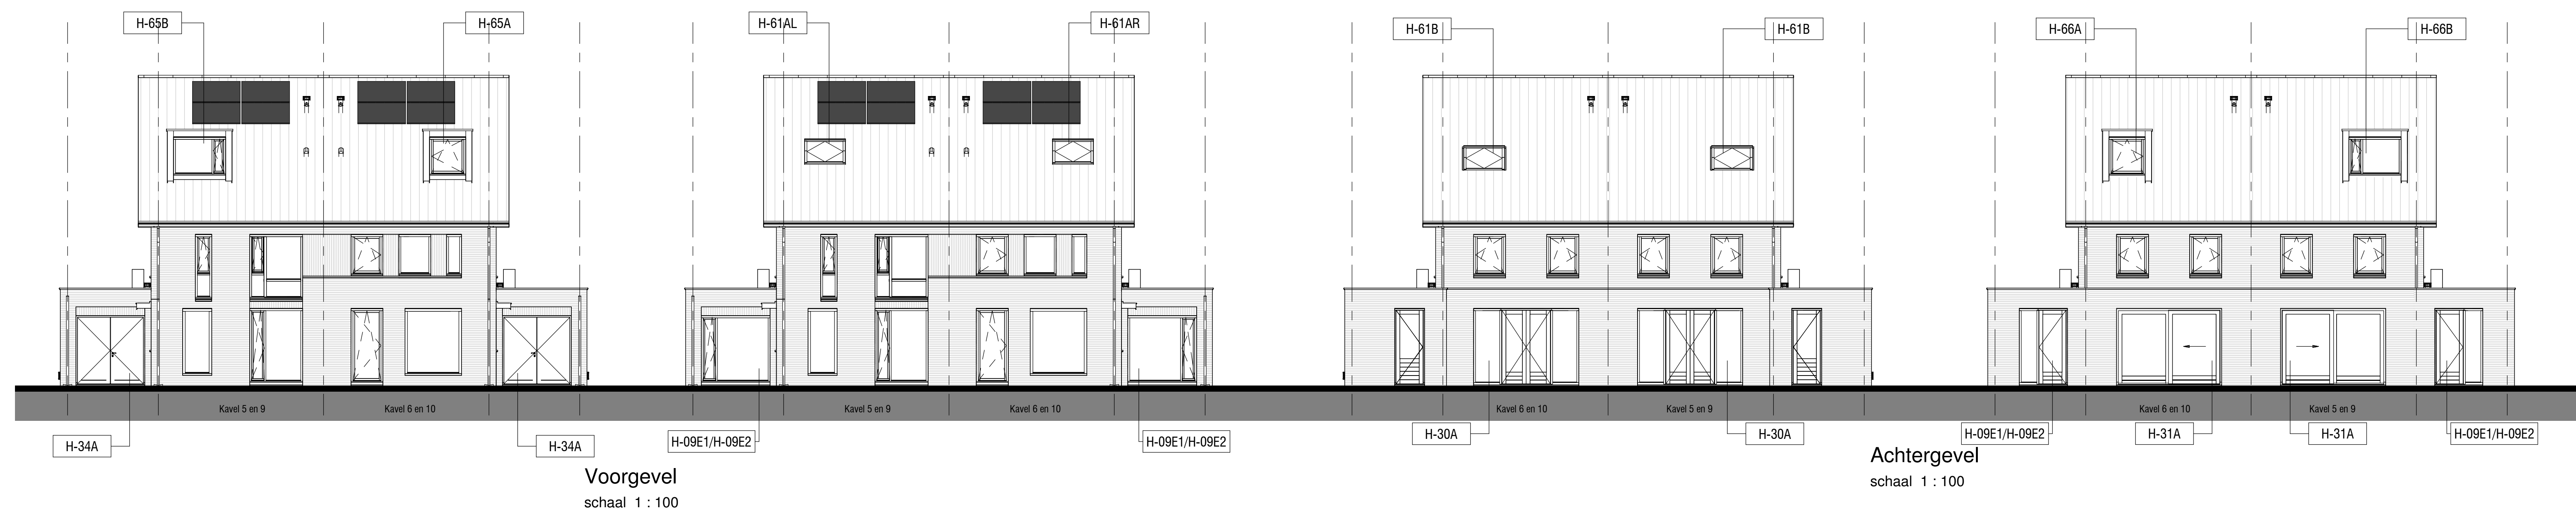 H-65B
H-65A
H-61AL
H-61AR
H-61B
H-61B
H-66A
H-66B
Kavel 5 en 9
Kavel 6 en 10
Kavel 5 en 9
Kavel 6 en 10
Kavel 6 en 10
Kavel 5 en 9
Kavel 6 en 10
Kavel 5 en 9
H-34A
H-34A
H-09E1/H-09E2
H-09E1/H-09E2
H-30A
H-30A
H-09E1/H-09E2
H-31A
H-31A
H-09E1/H-09E2
Voorgevel
schaal 1 : 100
Achtergevel
schaal 1 : 100